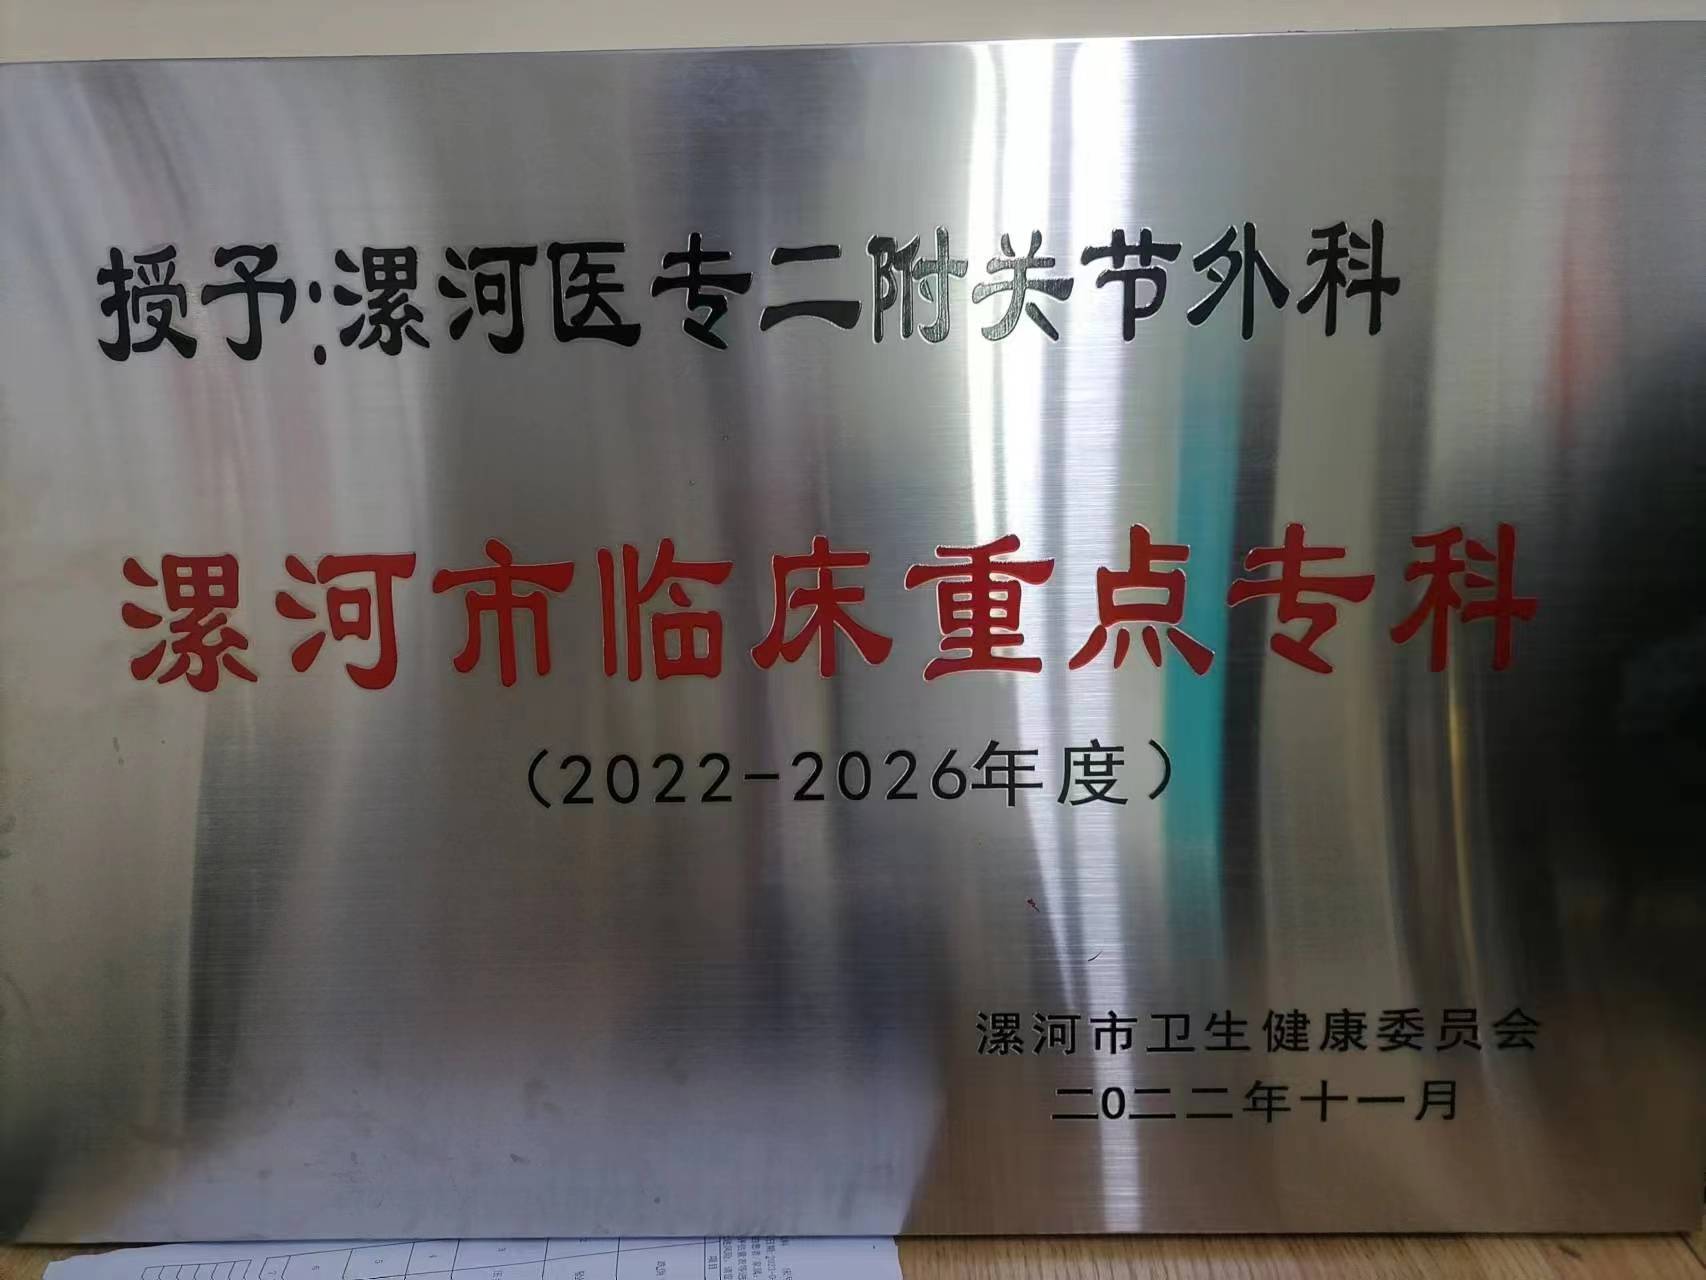 授予:漯河医专二附关节外科
漯河市临床重点专科
（2022-2026年度）
漯河市卫生健康委员会
二0二二年十一月